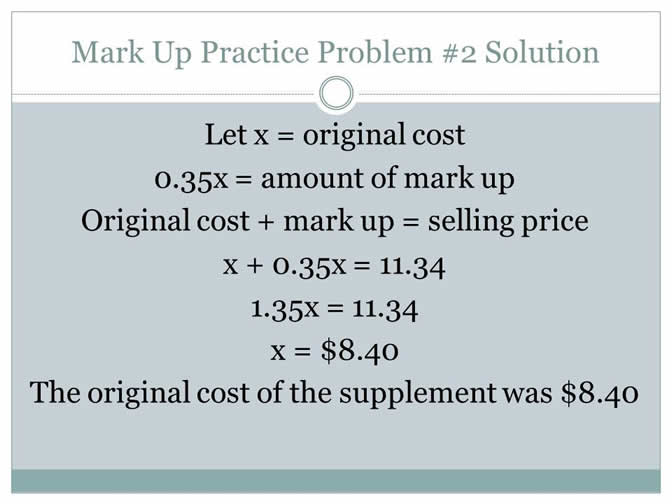 Mark Up Practice Problem #2 Solution
Let x = original cost
0.35x = amount of mark up
Original cost + mark up = selling price
x + 0.35x = 11.34
1.35x = 11.34
x = $8.40
The original cost of the supplement was $8.40